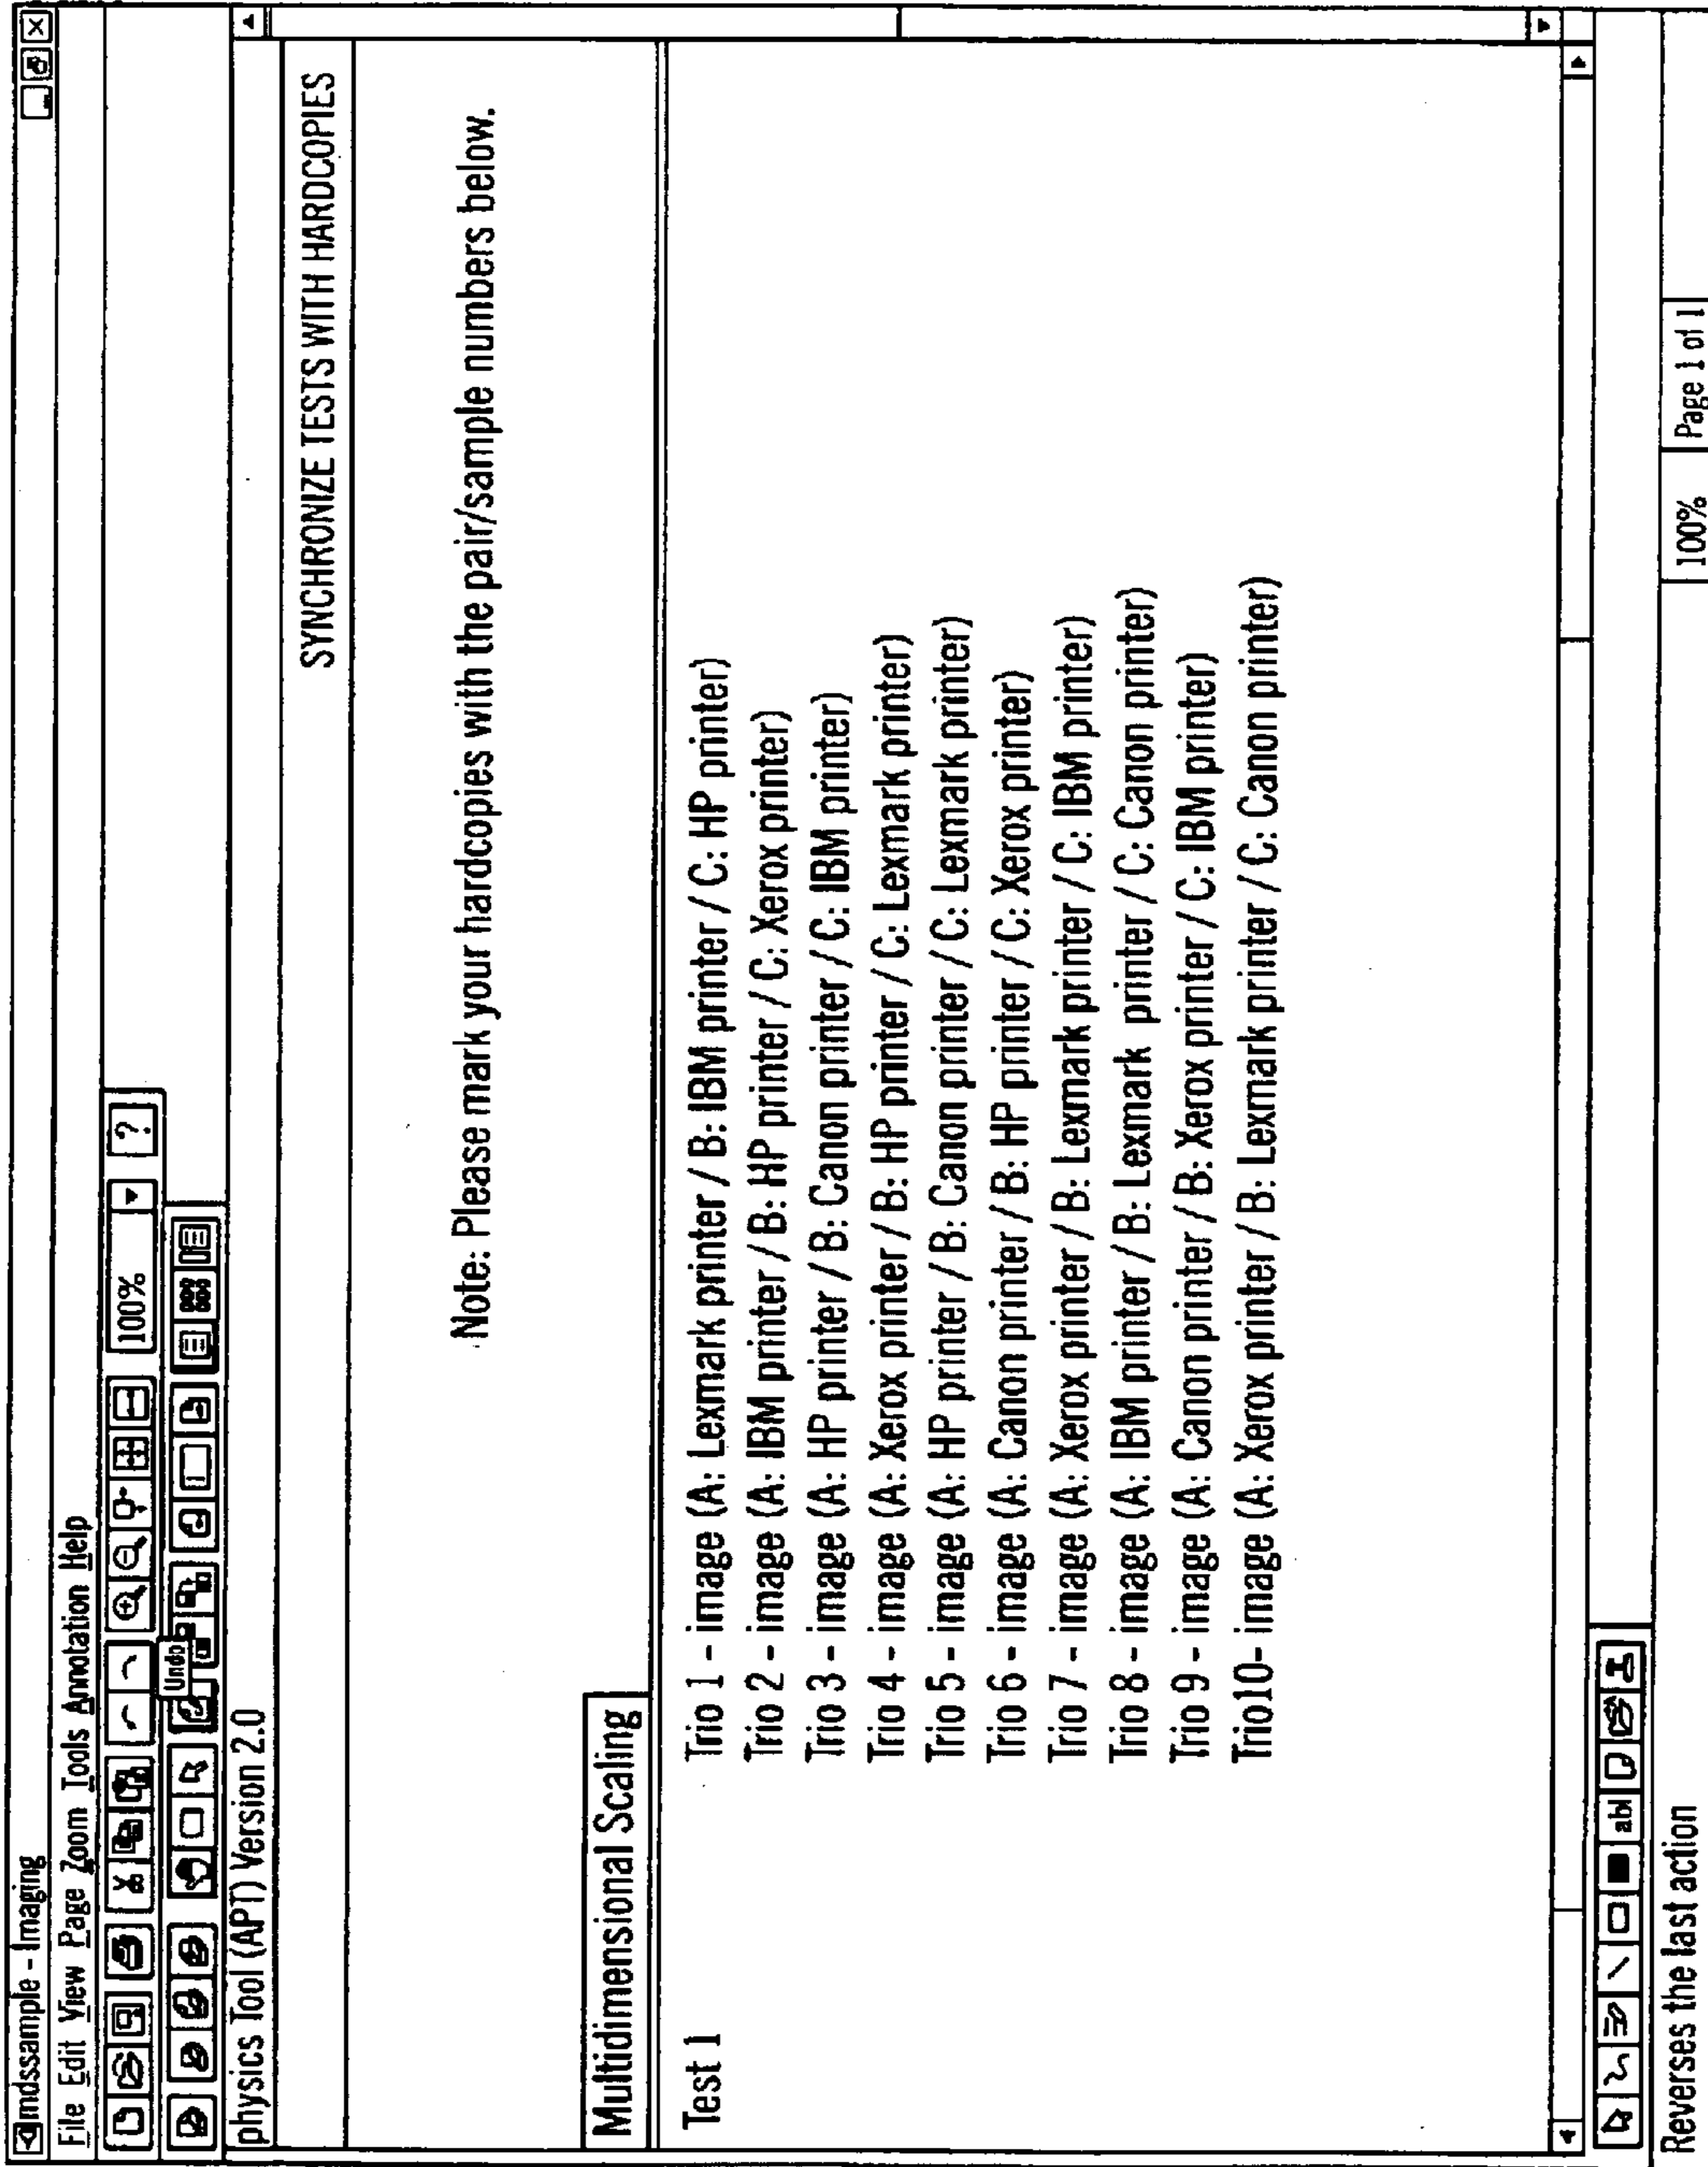 mdssample - Imaging
File Edit View Page Zoom Tools Annotation Help
100% ?
Undo
physics Tool (APT) Version 2.0
SYNCHRONIZE TESTS WITH HARDCOPIES
Note: Please mark your hardcopies with the pair/sample numbers below.
Multidimensional Scaling
Test 1 Trio 1 - image (A: Lexmark printer / B: IBM printer / C: HP printer)
Trio 2 - image (A: IBM printer / B: HP printer / C: Xerox printer)
Trio 3 - image (A: HP printer / B: Canon printer / C: IBM printer)
Trio 4 - image (A: Xerox printer / B: HP printer / C: Lexmark printer)
Trio 5 - image (A: HP printer / B: Canon printer / C: Lexmark printer)
Trio 6 - image (A: Canon printer / B: HP printer / C: Xerox printer)
Trio 7 - image (A: Xerox printer / B: Lexmark printer / C: IBM printer)
Trio 8 - image (A: IBM printer / B: Lexmark printer / C: Canon printer)
Trio 9 - image (A: Canon printer / B: Xerox printer / C: IBM printer)
Trio10- image (A: Xerox printer / B: Lexmark printer / C: Canon printer)
abl
Reverses the last action 100% Page 1 of 1